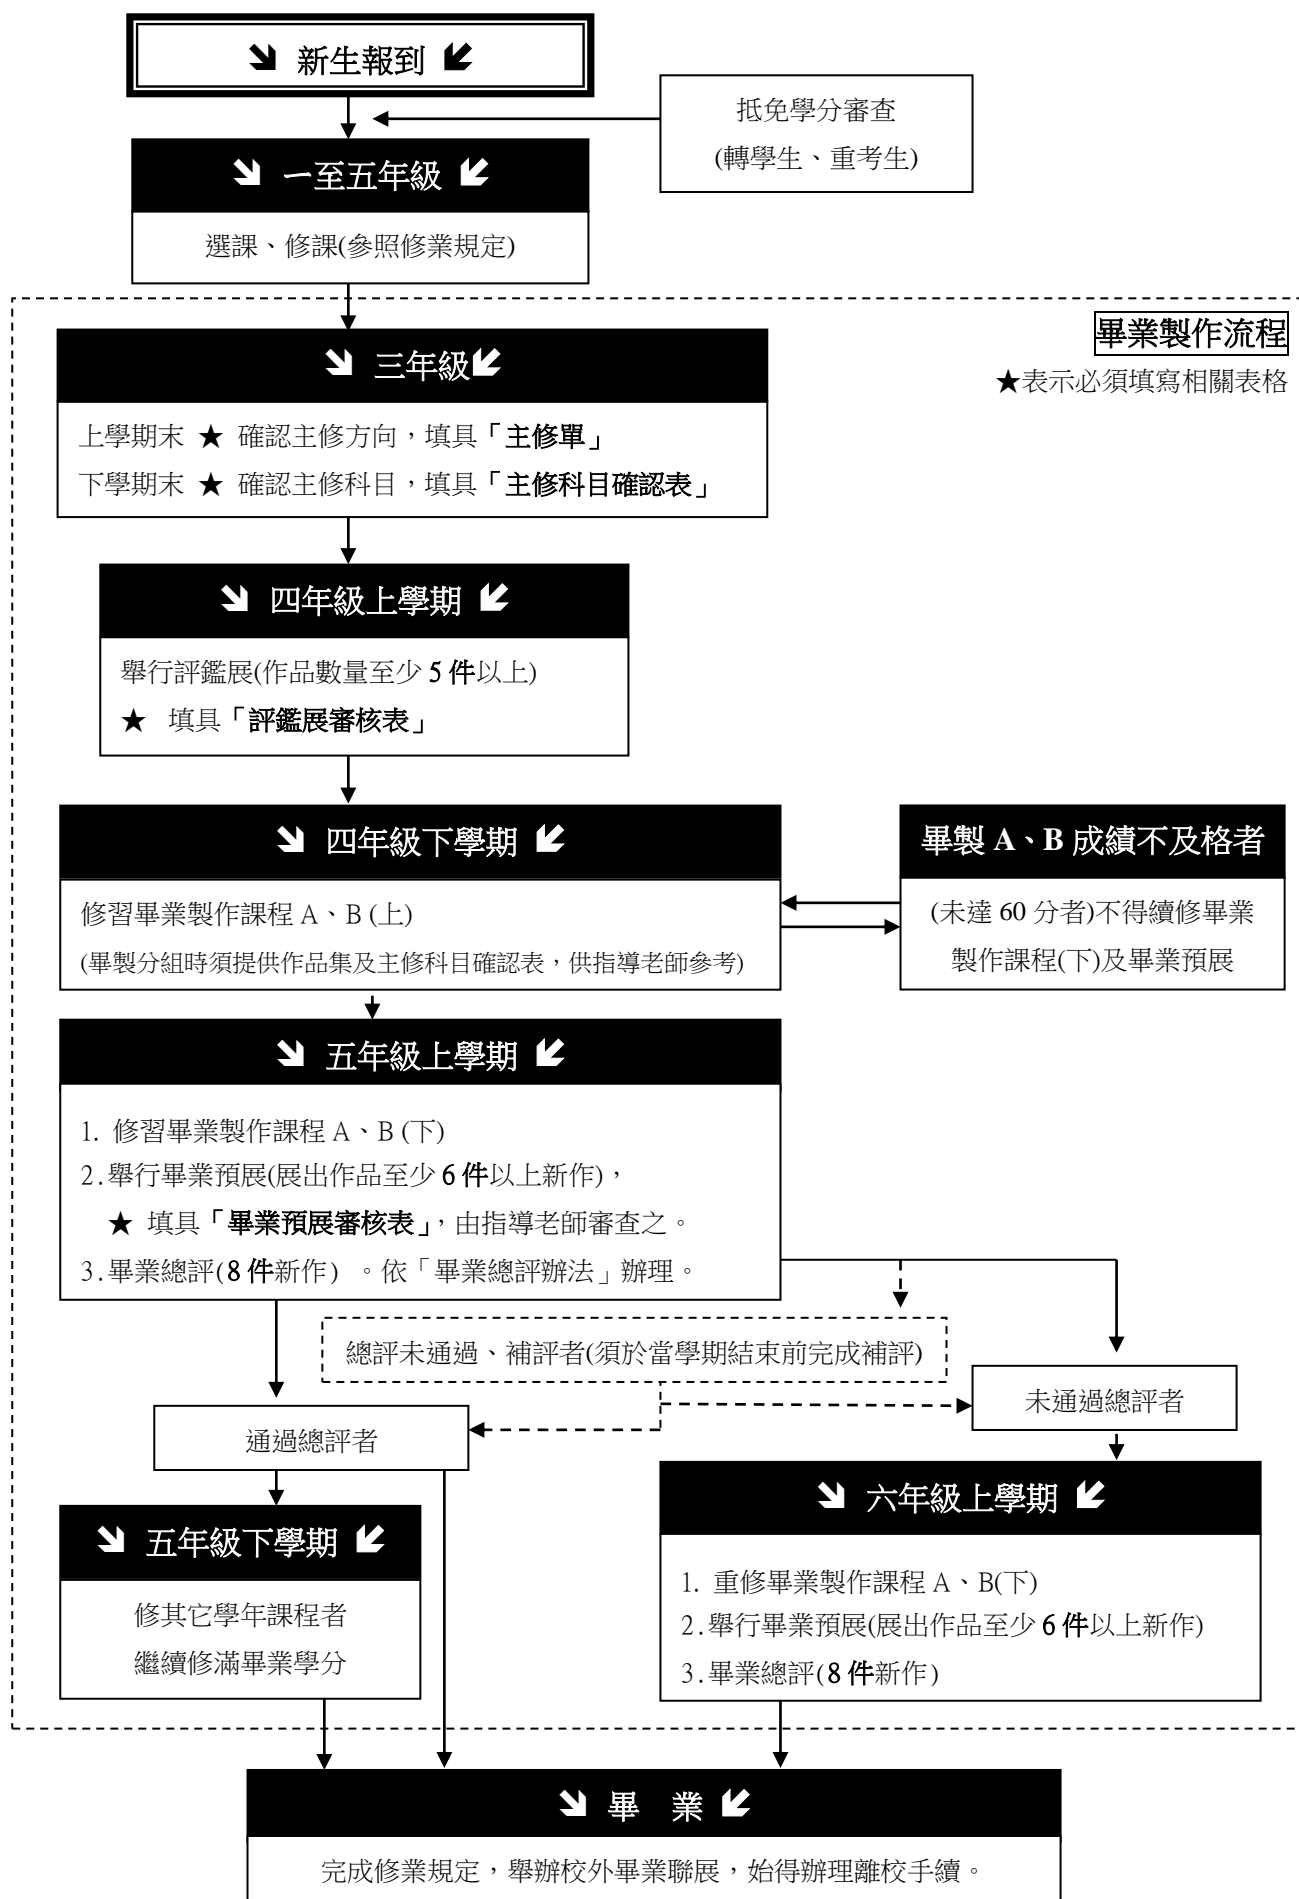 新生報到
抵免學分審查
(轉學生、重考生)
一至五年級
選課、修課(參照修業規定)
畢業製作流程
★表示必須填寫相關表格
三年級
上學期末 ★ 確認主修方向，填具「主修單」
下學期末 ★ 確認主修科目，填具「主修科目確認表」
四年級上學期
舉行評鑑展(作品數量至少 5 件以上)
★ 填具「評鑑展審核表」
四年級下學期
修習畢業製作課程 A、B (上)
(畢製分組時須提供作品集及主修科目確認表，供指導老師參考)
畢製 A、B 成績不及格者
(未達 60 分者)不得續修畢業
製作課程(下)及畢業預展
五年級上學期
1. 修習畢業製作課程 A、B (下)
2.舉行畢業預展(展出作品至少 6 件以上新作)，
★ 填具「畢業預展審核表」，由指導老師審查之。
3.畢業總評(8 件新作) 。依「畢業總評辦法」辦理。
總評未通過、補評者(須於當學期結束前完成補評)
未通過總評者
通過總評者
五年級下學期
修其它學年課程者
繼續修滿畢業學分
六年級上學期
1. 重修畢業製作課程 A、B(下)
2.舉行畢業預展(展出作品至少 6 件以上新作)
3.畢業總評(8 件新作)
畢 業
完成修業規定，舉辦校外畢業聯展，始得辦理離校手續。